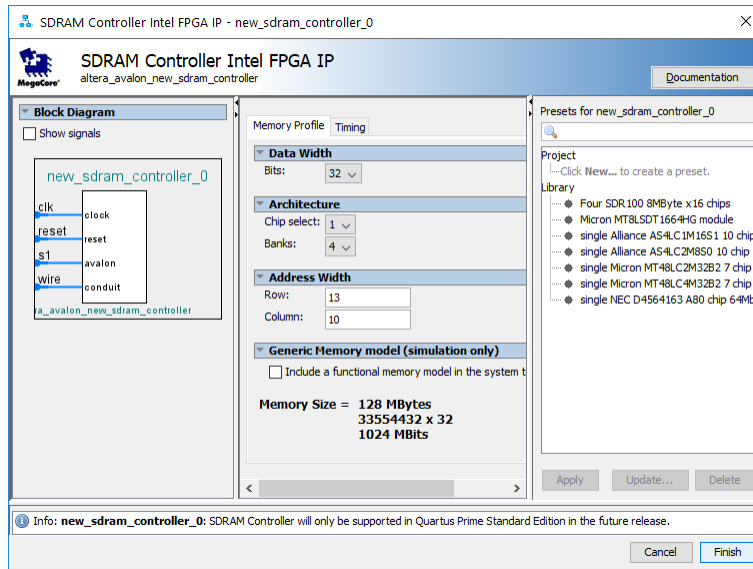 SDRAM Controller Intel FPGA IP - new_sdram_controller_0
SDRAM Controller Intel FPGA IP
altera_avalon_new_sdram_controller
MegaCore®
Documentation
Block Diagram
Show signals
new_sdram_controller_0
clk
clock
reset
reset
s1
avalon
wire
conduit
ra_avalon_new_sdram_controller
Memory Profile Timing
Data Width
Bits: 32
Architecture
Chip select: 1
Banks: 4
Address Width
Row: 13
Column: 10
Generic Memory model (simulation only)
Include a functional memory model in the system t
Memory Size = 128 MBytes
33554432 x 32
1024 MBits
Presets for new_sdram_controller_0
Project
Click New... to create a preset.
Library
Four SDR100 8MByte x16 chips
Micron MT8LSDT1664HG module
single Alliance AS4LC1M16S1 10 chip
single Alliance AS4LC2M8S0 10 chip
single Micron MT48LC2M32B2 7 chip
single Micron MT48LC4M32B2 7 chip
single NEC D4564163 A80 chip 64Mb
Apply Update... Delete
Info: new_sdram_controller_0: SDRAM Controller will only be supported in Quartus Prime Standard Edition in the future release.
Cancel Finish